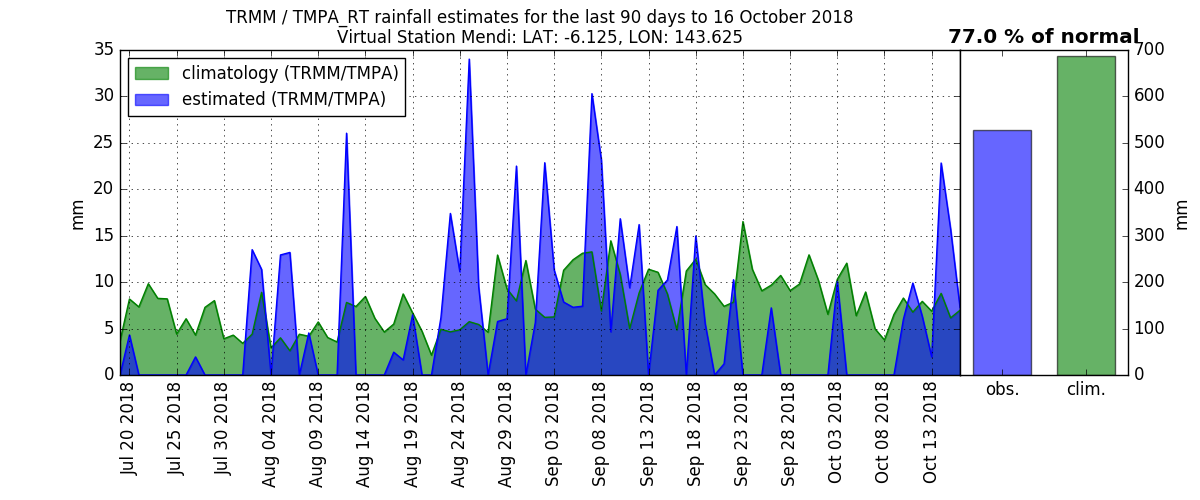 TRMM / TMPA_RT rainfall estimates for the last 90 days to 16 October 2018
Virtual Station Mendi: LAT: -6.125, LON: 143.625
77.0 % of normal
climatology (TRMM/TMPA)
estimated (TRMM/TMPA)
35
30
25
20
15
10
5
0
mm
Jul 20 2018
Jul 25 2018
Jul 30 2018
Aug 04 2018
Aug 09 2018
Aug 14 2018
Aug 19 2018
Aug 24 2018
Aug 29 2018
Sep 03 2018
Sep 08 2018
Sep 13 2018
Sep 18 2018
Sep 23 2018
Sep 28 2018
Oct 03 2018
Oct 08 2018
Oct 13 2018
obs.
clim.
700
600
500
400
300
200
100
0
mm